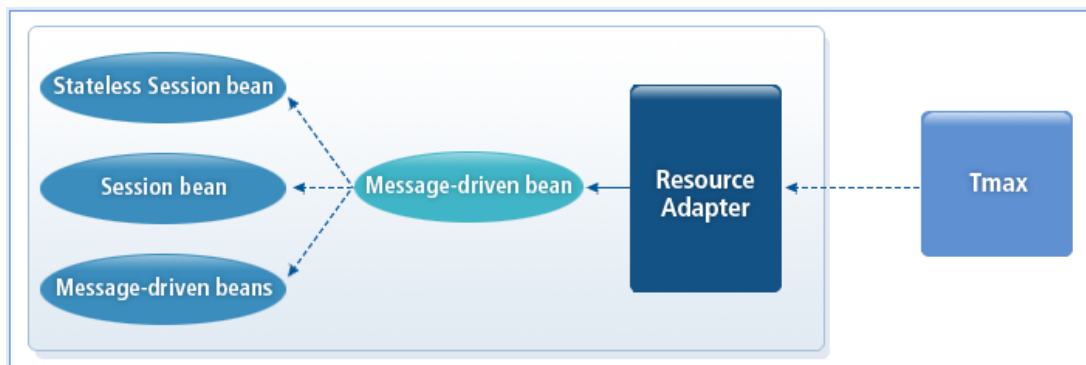 Stateless Session bean
Session bean
Message-driven beans
Message-driven bean
Resource
Adapter
Tmax